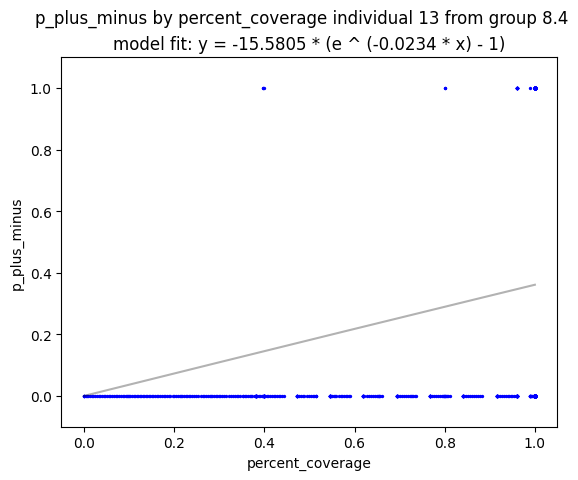 p_plus_minus by percent_coverage individual 13 from group 8.4
model fit: y = -15.5805 * (e ^ (-0.0234 * x) - 1)
1.0
0.8
0.6
0.4
0.2
0.0
p_plus_minus
0.0 0.2 0.4 0.6 0.8 1.0
percent_coverage